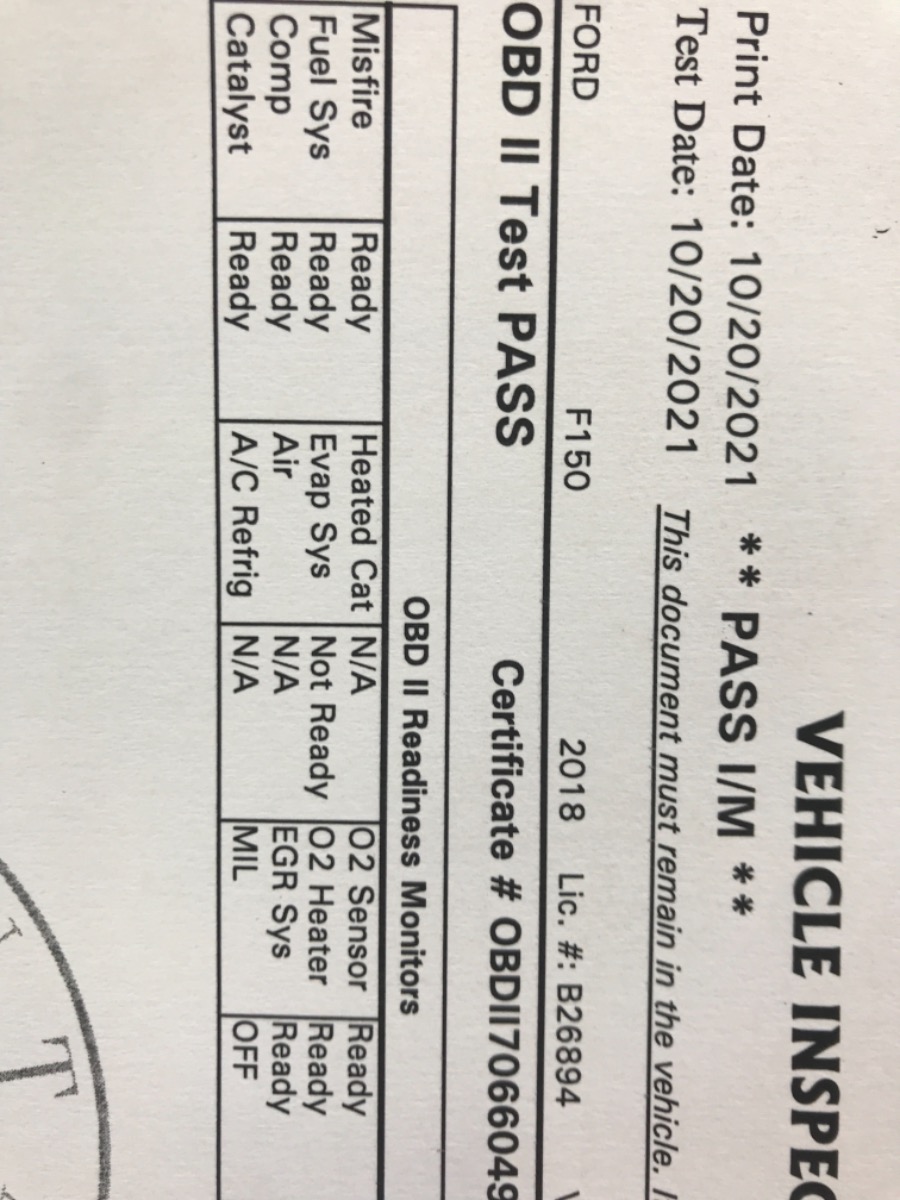 VEHICLE INSPEC
Print Date: 10/20/2021 ** PASS I/M **
Test Date: 10/20/2021 This document must remain in the vehicle.
FORD F150 2018 Lic. #: B26894
OBD II Test PASS Certificate # OBDII7066049
OBD II Readiness Monitors
Misfire Ready Heated Cat N/A O2 Sensor Ready
Fuel Sys Ready Evap Sys Not Ready O2 Heater Ready
Comp Ready Air N/A EGR Sys Ready
Catalyst Ready A/C Refrig N/A MIL OFF
T